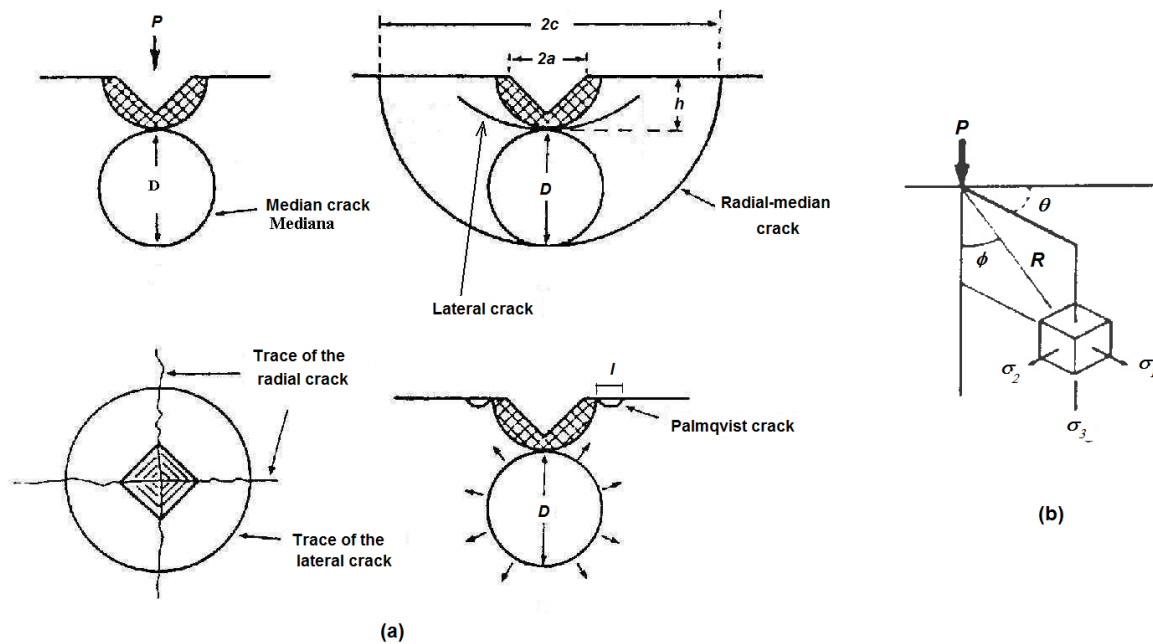 P
D
Median crack
Mediana
2c
2a
h
D
Radial-median
crack
Lateral crack
Trace of the
radial crack
Trace of the
lateral crack
l
Palmqvist crack
D
(a)
P
θ
ϕ
R
σ₂
σ₁
σ₃
(b)